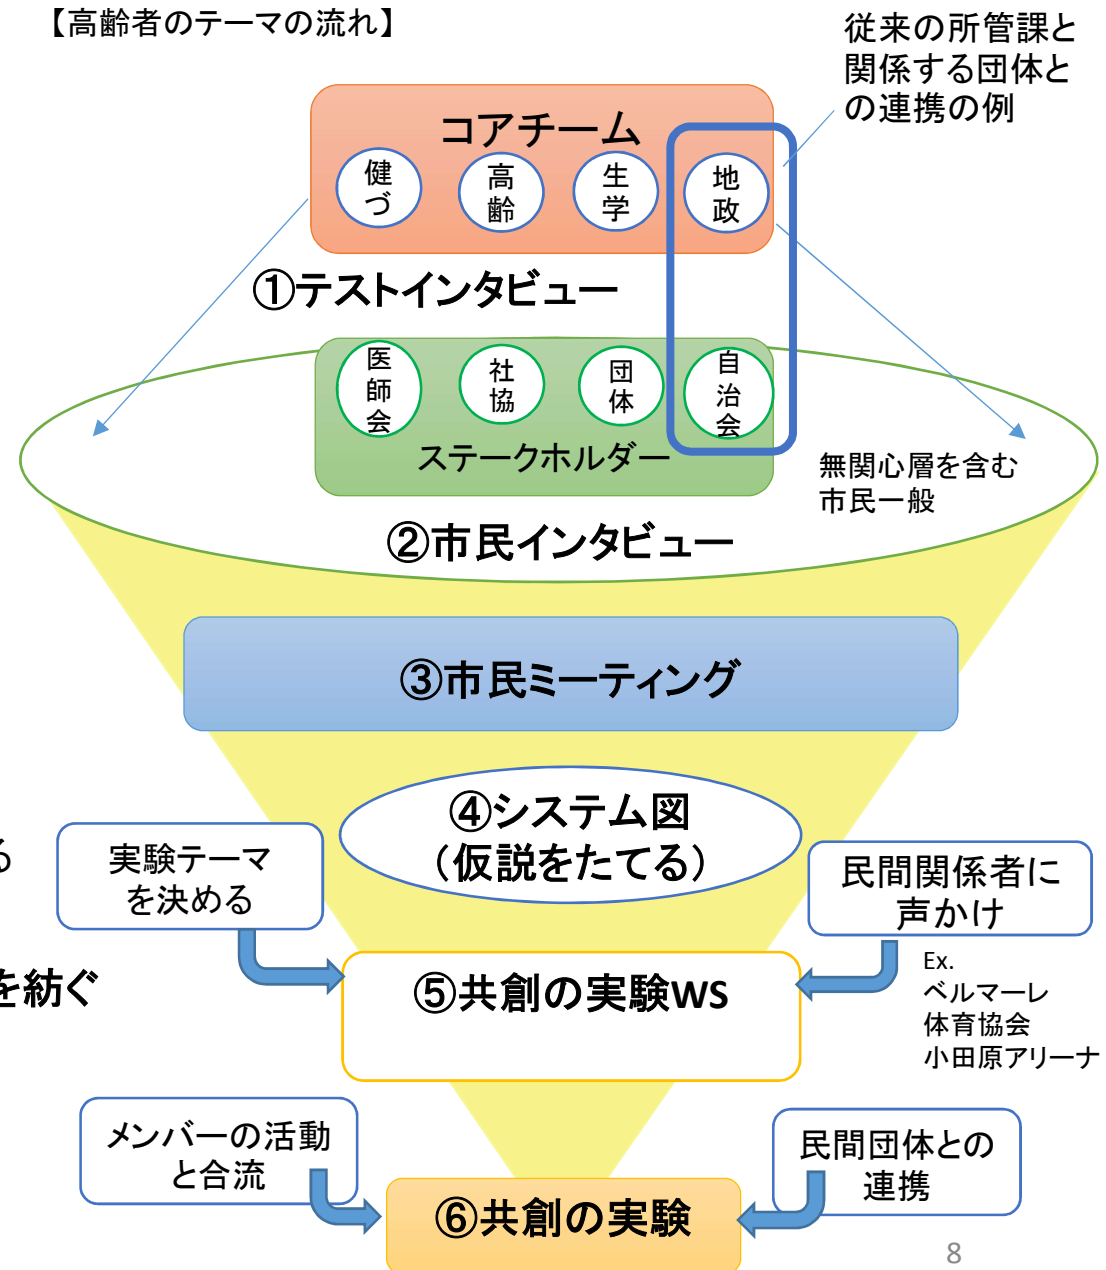 【高齢者のテーマの流れ】
従来の所管課と
関係する団体と
の連携の例
コアチーム
健づ
高齢
生学
地政
①テストインタビュー
医師会
社協
団体
自治会
ステークホルダー
無関心層を含む
市民一般
②市民インタビュー
③市民ミーティング
④システム図
（仮説をたてる）
る
実験テーマ
を決める
民間関係者に
声かけ
を紡ぐ
⑤共創の実験WS
Ex.
ベルマーレ
体育協会
小田原アリーナ
メンバーの活動
と合流
民間団体との
連携
⑥共創の実験
8